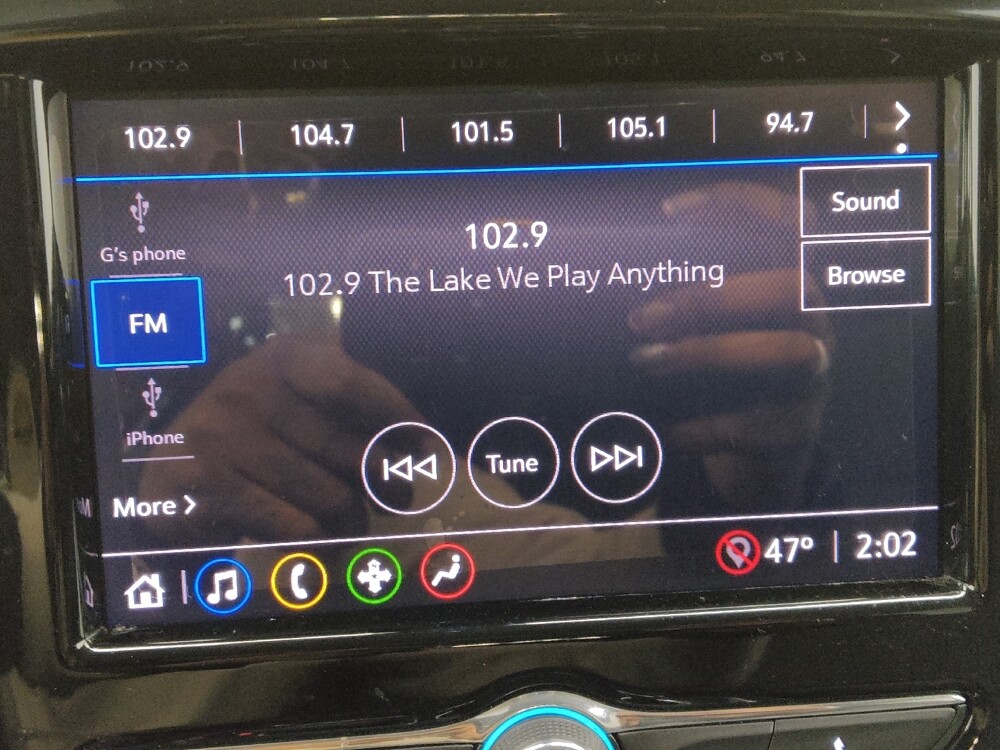 102.9 104.7 101.5 105.1 94.7
G's phone
FM
iPhone
More
102.9
102.9 The Lake We Play Anything
Sound
Browse
Tune
47° 2:02